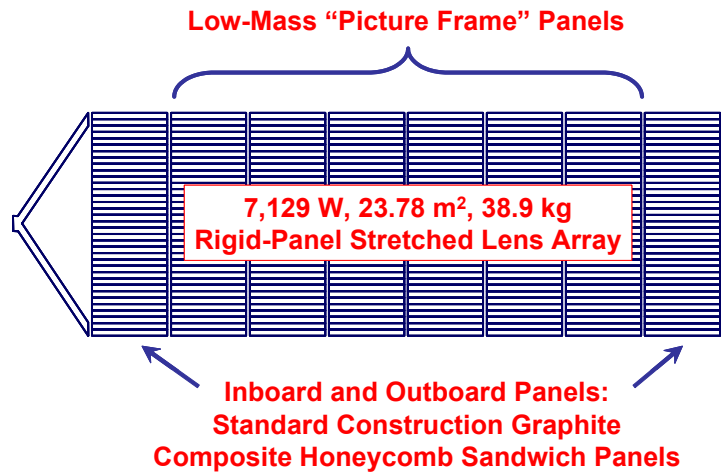 Low-Mass “Picture Frame” Panels
7,129 W, 23.78 m², 38.9 kg
Rigid-Panel Stretched Lens Array
Inboard and Outboard Panels:
Standard Construction Graphite
Composite Honeycomb Sandwich Panels